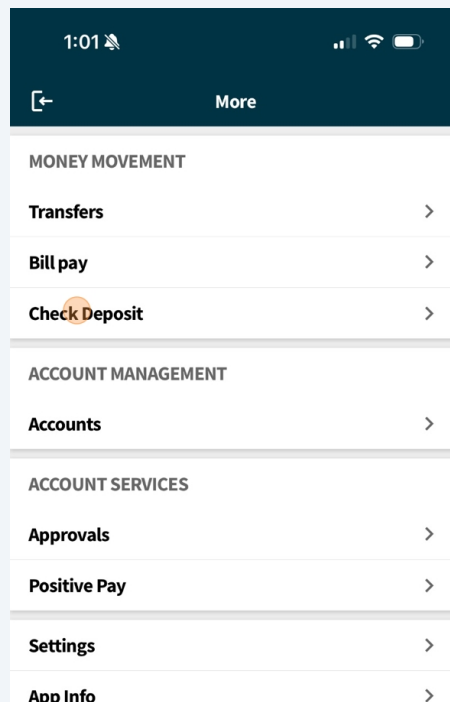 1:01
More
MONEY MOVEMENT
Transfers
Bill pay
Check Deposit
ACCOUNT MANAGEMENT
Accounts
ACCOUNT SERVICES
Approvals
Positive Pay
Settings
App Info